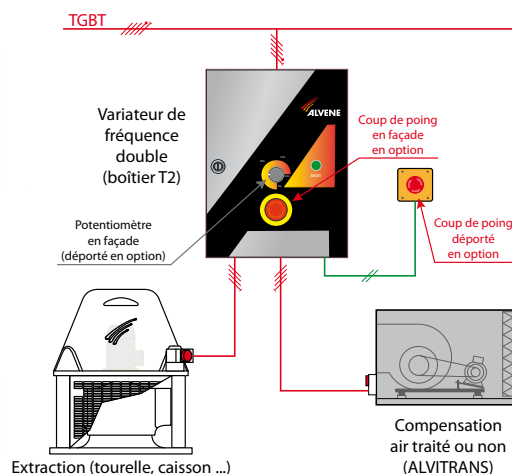 TGBT
Variateur de
fréquence
double
(boîtier T2)
ALVENE
Coup de poing
en façade
en option
RESET
Potentiomètre
en façade
(déporté en option)
Coup de poing
déporté
en option
Extraction (tourelle, caisson ...)
Compensation
air traité ou non
(ALVITRANS)